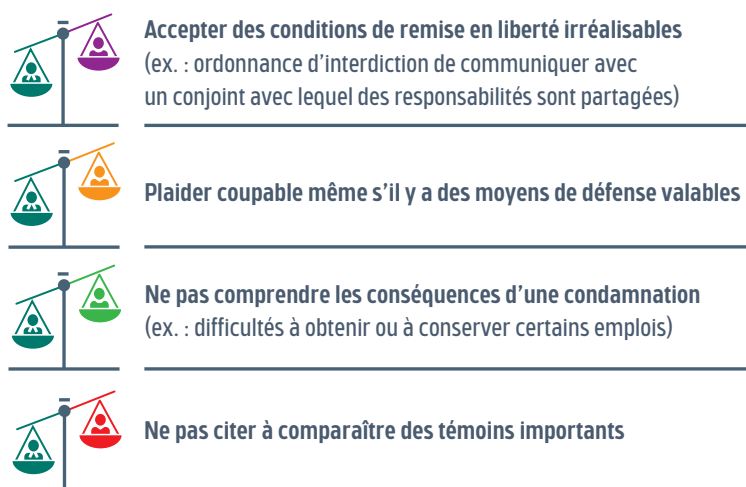 Accepter des conditions de remise en liberté irréalisables
(ex. : ordonnance d’interdiction de communiquer avec
un conjoint avec lequel des responsabilités sont partagées)
Plaider coupable même s’il y a des moyens de défense valables
Ne pas comprendre les conséquences d’une condamnation
(ex. : difficultés à obtenir ou à conserver certains emplois)
Ne pas citer à comparaître des témoins importants